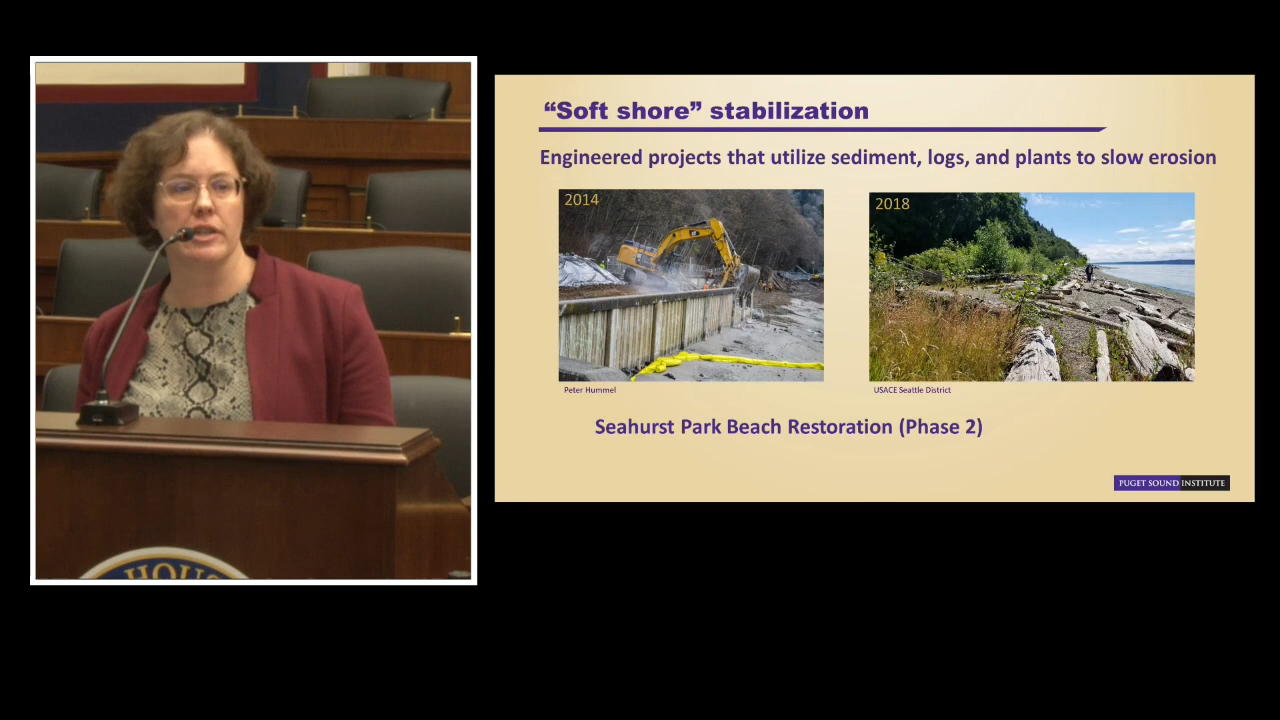 “Soft shore” stabilization
Engineered projects that utilize sediment, logs, and plants to slow erosion
2014
2018
Peter Hummel
USACE Seattle District
Seahurst Park Beach Restoration (Phase 2)
PUGET SOUND INSTITUTE